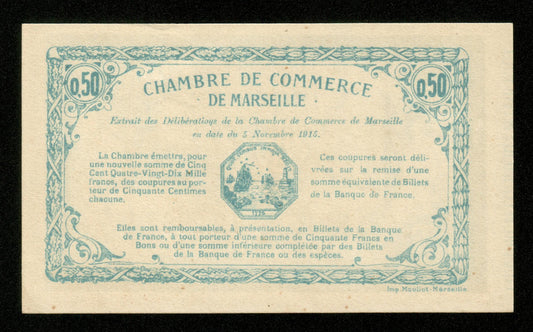 0,50
0,50
CHAMBRE DE COMMERCE
DE MARSEILLE
Extrait des Délibérations de la Chambre de Commerce de Marseille
en date du 5 Novembre 1915.
La Chambre émettra, pour
une nouvelle somme de Cinq
Cent Quatre-Vingt-Dix Mille
francs, des coupures au porteur
de Cinquante Centimes
chacune.
Ces coupures seront déli-
vrées sur la remise d'une
somme équivalente de Billets
de la Banque de France.
Elles sont remboursables, à présentation, en Billets de la Banque
de France, à tout porteur d'une somme de Cinquante Francs en
Bons ou d'une somme inférieure complétée par des Billets de
la Banque de France ou des espèces.
Imp. Moullot-Marseille